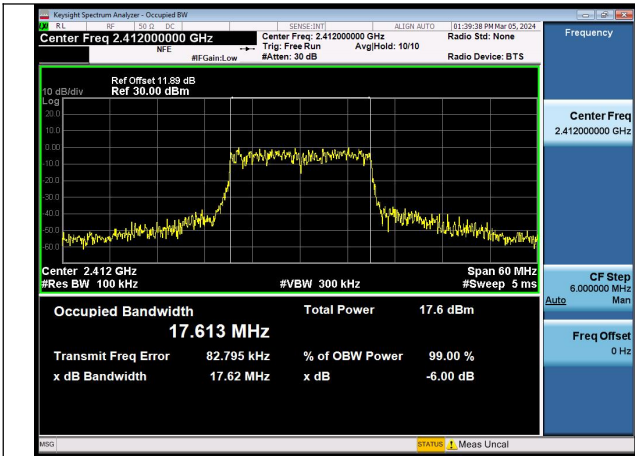 Keysight Spectrum Analyzer - Occupied BW
RL RF 50 Ω DC SENSE:INT ALIGN AUTO 01:39:38 PM Mar 05, 2024
Center Freq 2.412000000 GHz
NFE
#IFGain:Low
Center Freq: 2.412000000 GHz
Trig: Free Run Avg|Hold: 10/10
#Atten: 30 dB
Radio Std: None
Radio Device: BTS
Frequency
Ref Offset 11.89 dB
10 dB/div Ref 30.00 dBm
Log
20.0
10.0
0.00
-10.0
-20.0
-30.0
-40.0
-50.0
-60.0
Center Freq
2.412000000 GHz
Center 2.412 GHz Span 60 MHz
#Res BW 100 kHz #VBW 300 kHz #Sweep 5 ms
CF Step
6.000000 MHz
Auto Man
Occupied Bandwidth Total Power 17.6 dBm
17.613 MHz
Transmit Freq Error 82.795 kHz % of OBW Power 99.00 %
x dB Bandwidth 17.62 MHz x dB -6.00 dB
Freq Offset
0 Hz
MSG STATUS Meas Uncal